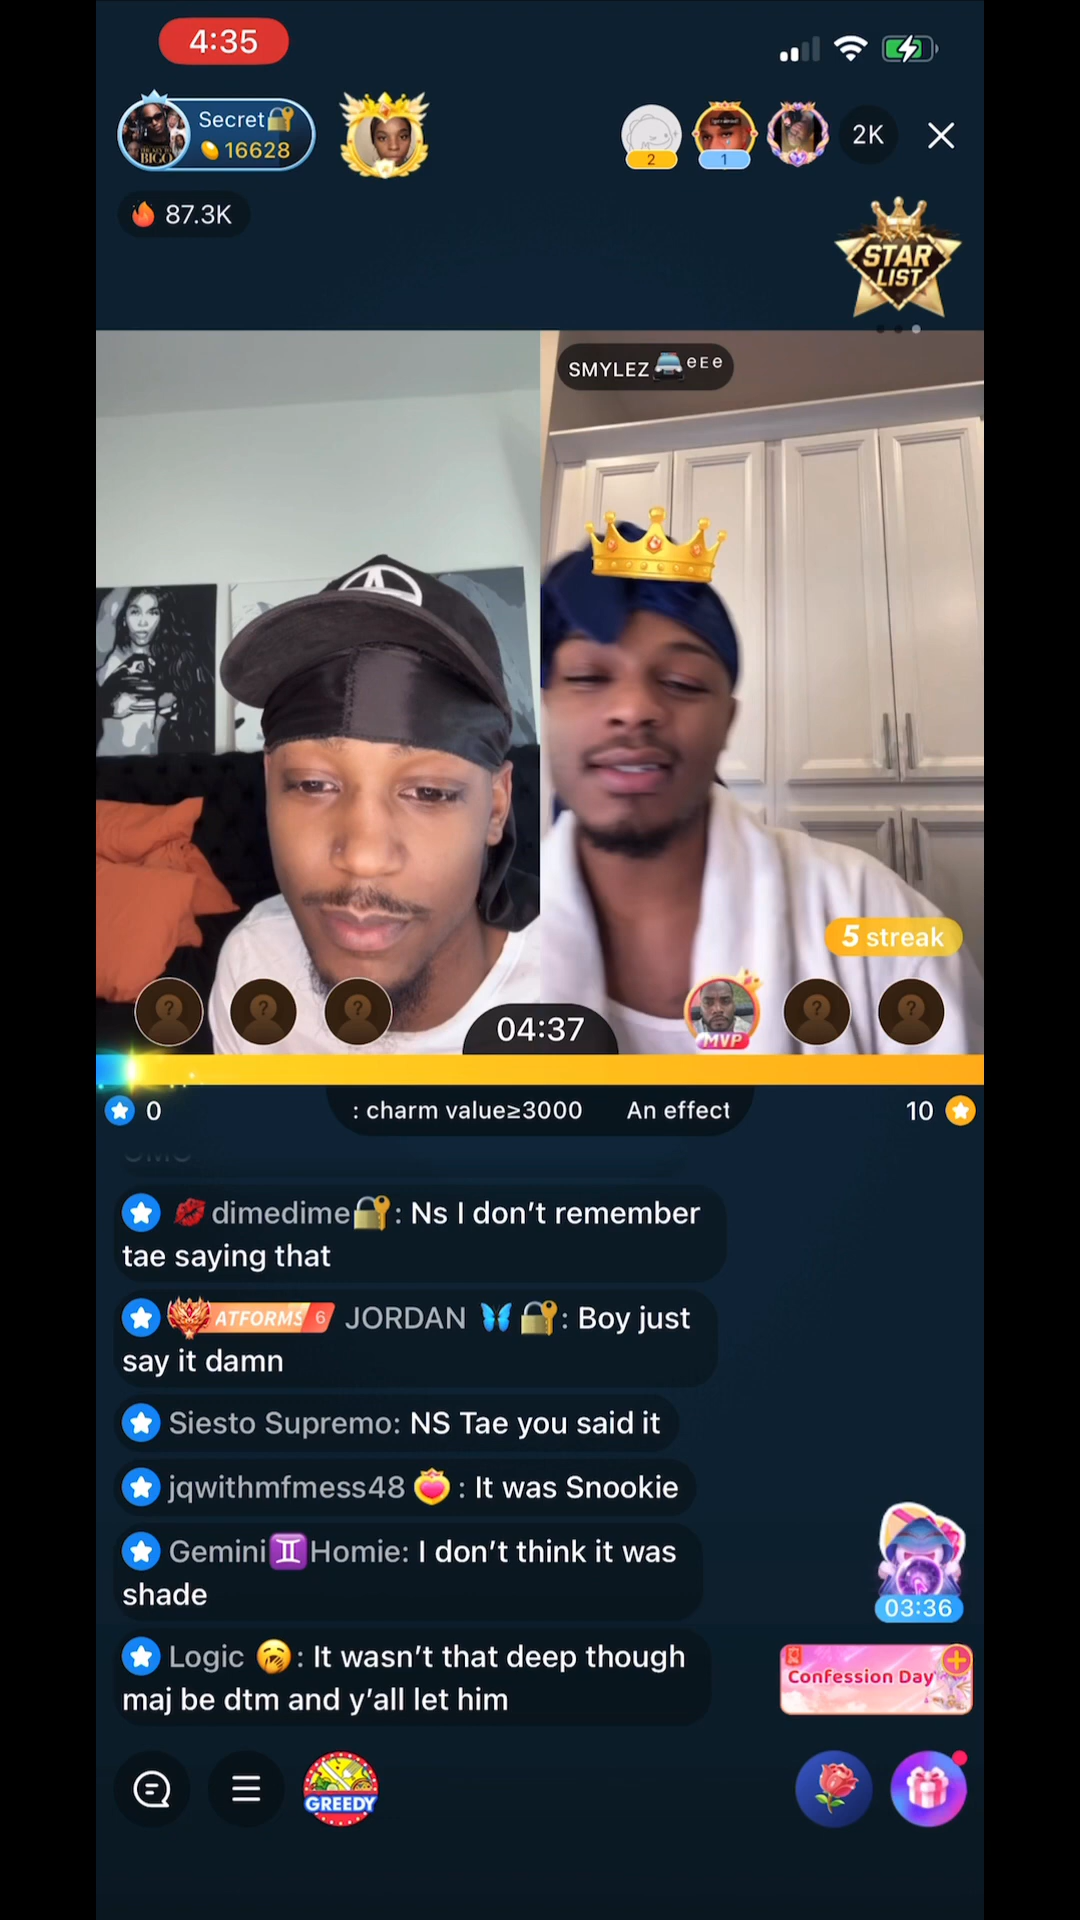 4:35
Secret
16628
BIGO
2
1
2K
87.3K
STAR
LIST
SMYLEZ ᵉᴱᵉ
5 streak
04:37
MVP
0
: charm value≥3000 An effect
10
dimedime: Ns I don’t remember
tae saying that
ATFORMS 6 JORDAN : Boy just
say it damn
Siesto Supremo: NS Tae you said it
jqwithmfmess48 : It was Snookie
Gemini♊Homie: I don’t think it was
shade
03:36
Logic : It wasn’t that deep though
maj be dtm and y’all let him
Confession Day
GREEDY